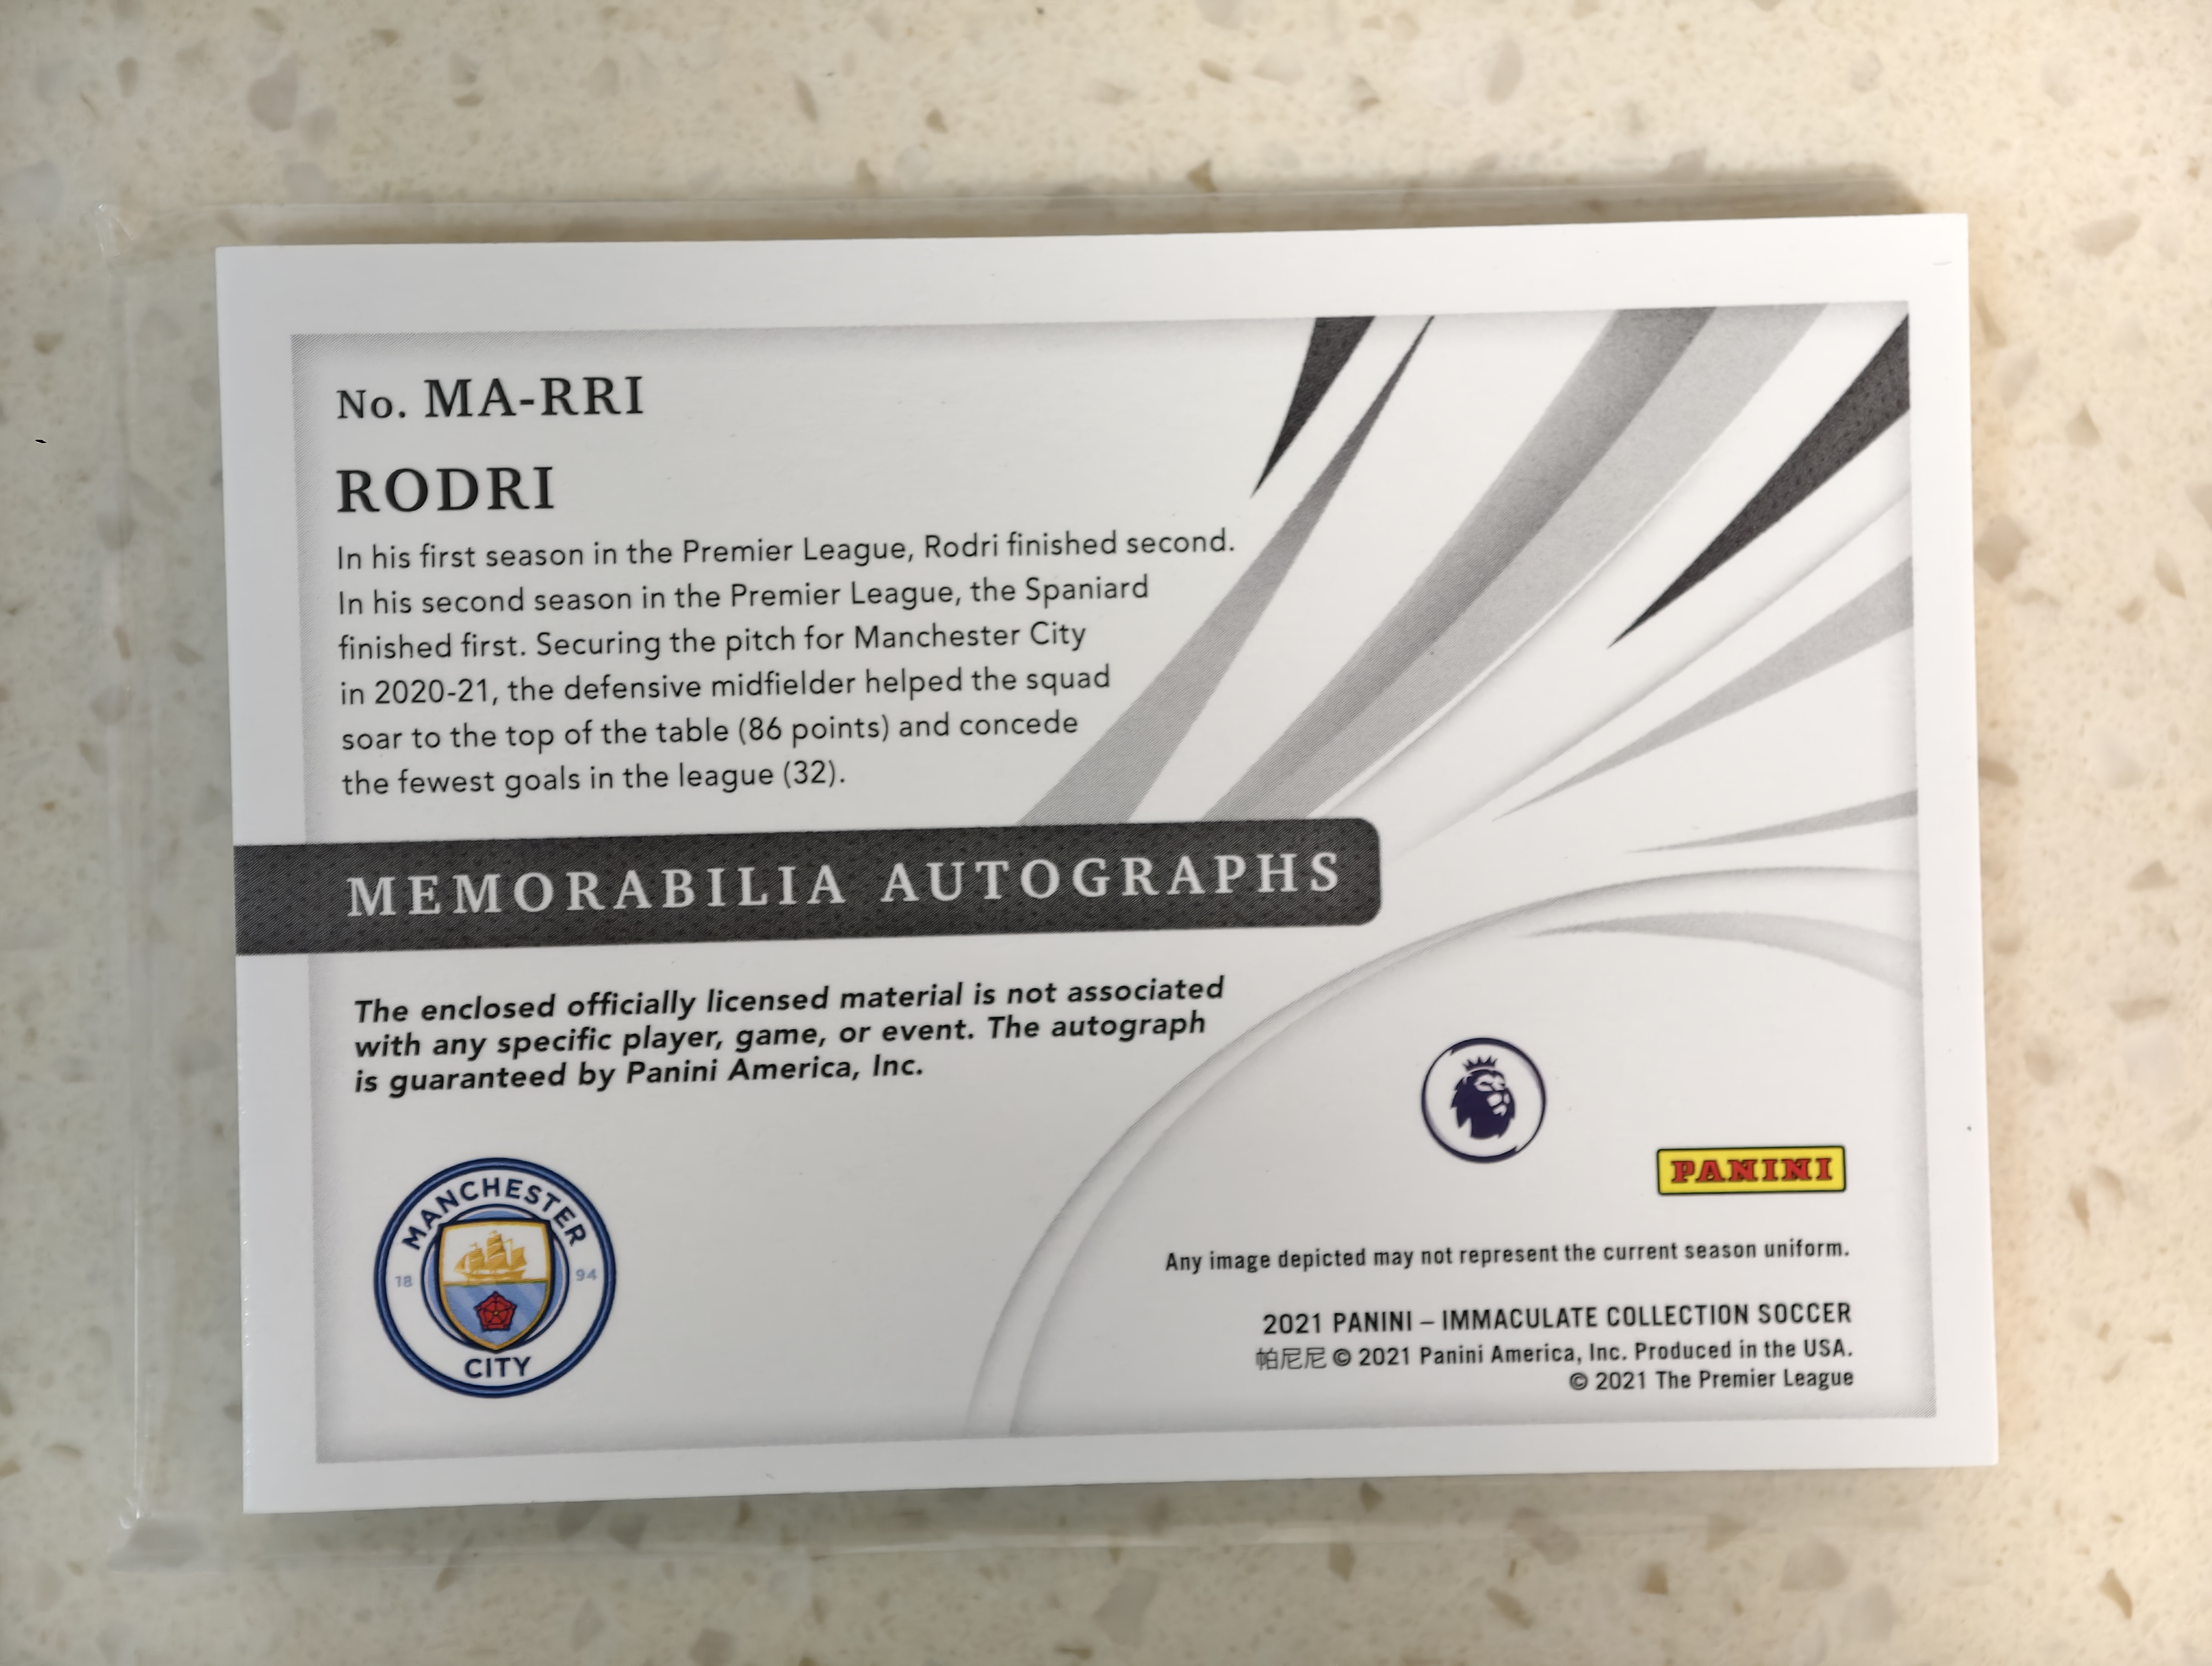 No. MA-RRI
RODRI
In his first season in the Premier League, Rodri finished second.
In his second season in the Premier League, the Spaniard
finished first. Securing the pitch for Manchester City
in 2020-21, the defensive midfielder helped the squad
soar to the top of the table (86 points) and concede
the fewest goals in the league (32).
MEMORABILIA AUTOGRAPHS
The enclosed officially licensed material is not associated
with any specific player, game, or event. The autograph
is guaranteed by Panini America, Inc.
MANCHESTER
18 94
CITY
PANINI
Any image depicted may not represent the current season uniform.
2021 PANINI – IMMACULATE COLLECTION SOCCER
帕尼尼 © 2021 Panini America, Inc. Produced in the USA.
© 2021 The Premier League